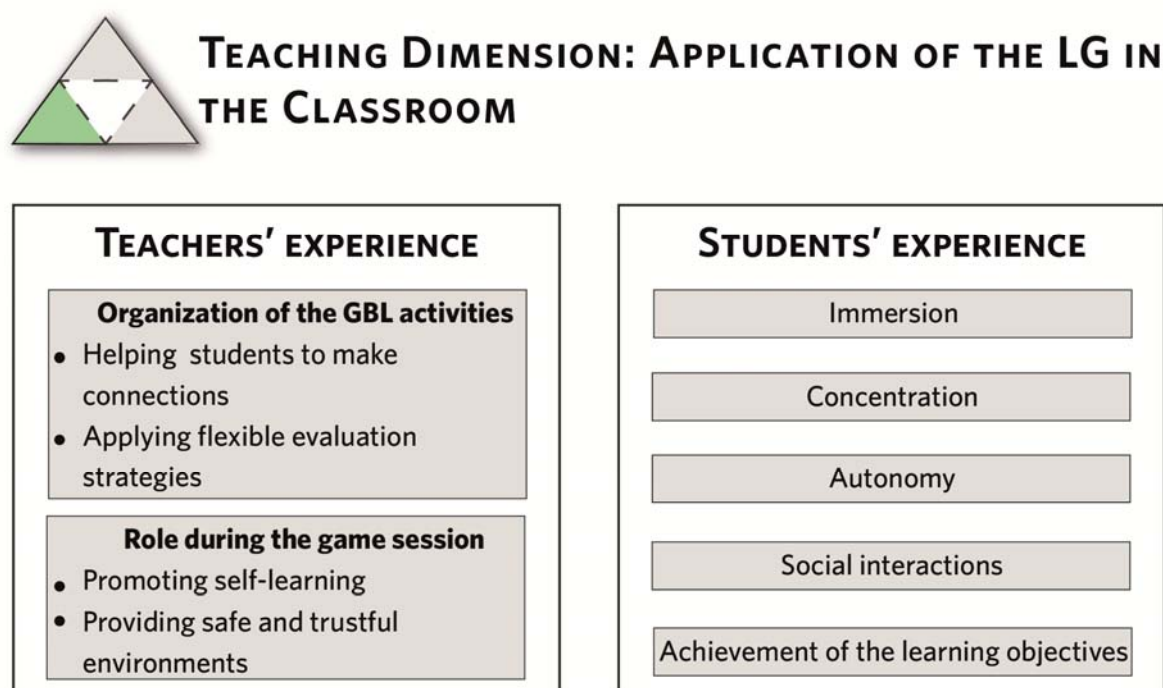 TEACHING DIMENSION: APPLICATION OF THE LG IN
THE CLASSROOM
TEACHERS' EXPERIENCE
Organization of the GBL activities
• Helping students to make
connections
• Applying flexible evaluation
strategies
Role during the game session
• Promoting self-learning
• Providing safe and trustful
environments
STUDENTS' EXPERIENCE
Immersion
Concentration
Autonomy
Social interactions
Achievement of the learning objectives